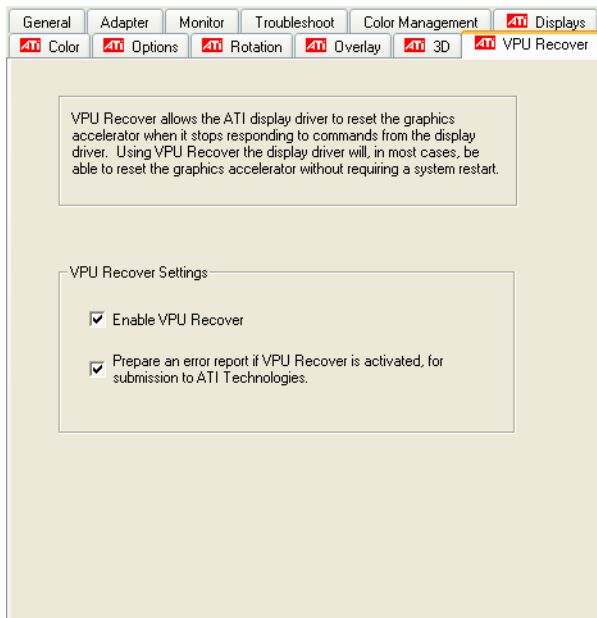 General Adapter Monitor Troubleshoot Color Management ATI Displays
ATI Color ATI Options ATI Rotation ATI Overlay ATI 3D ATI VPU Recover
VPU Recover allows the ATI display driver to reset the graphics
accelerator when it stops responding to commands from the display
driver. Using VPU Recover the display driver will, in most cases, be
able to reset the graphics accelerator without requiring a system restart.
VPU Recover Settings
Enable VPU Recover
Prepare an error report if VPU Recover is activated, for
submission to ATI Technologies.